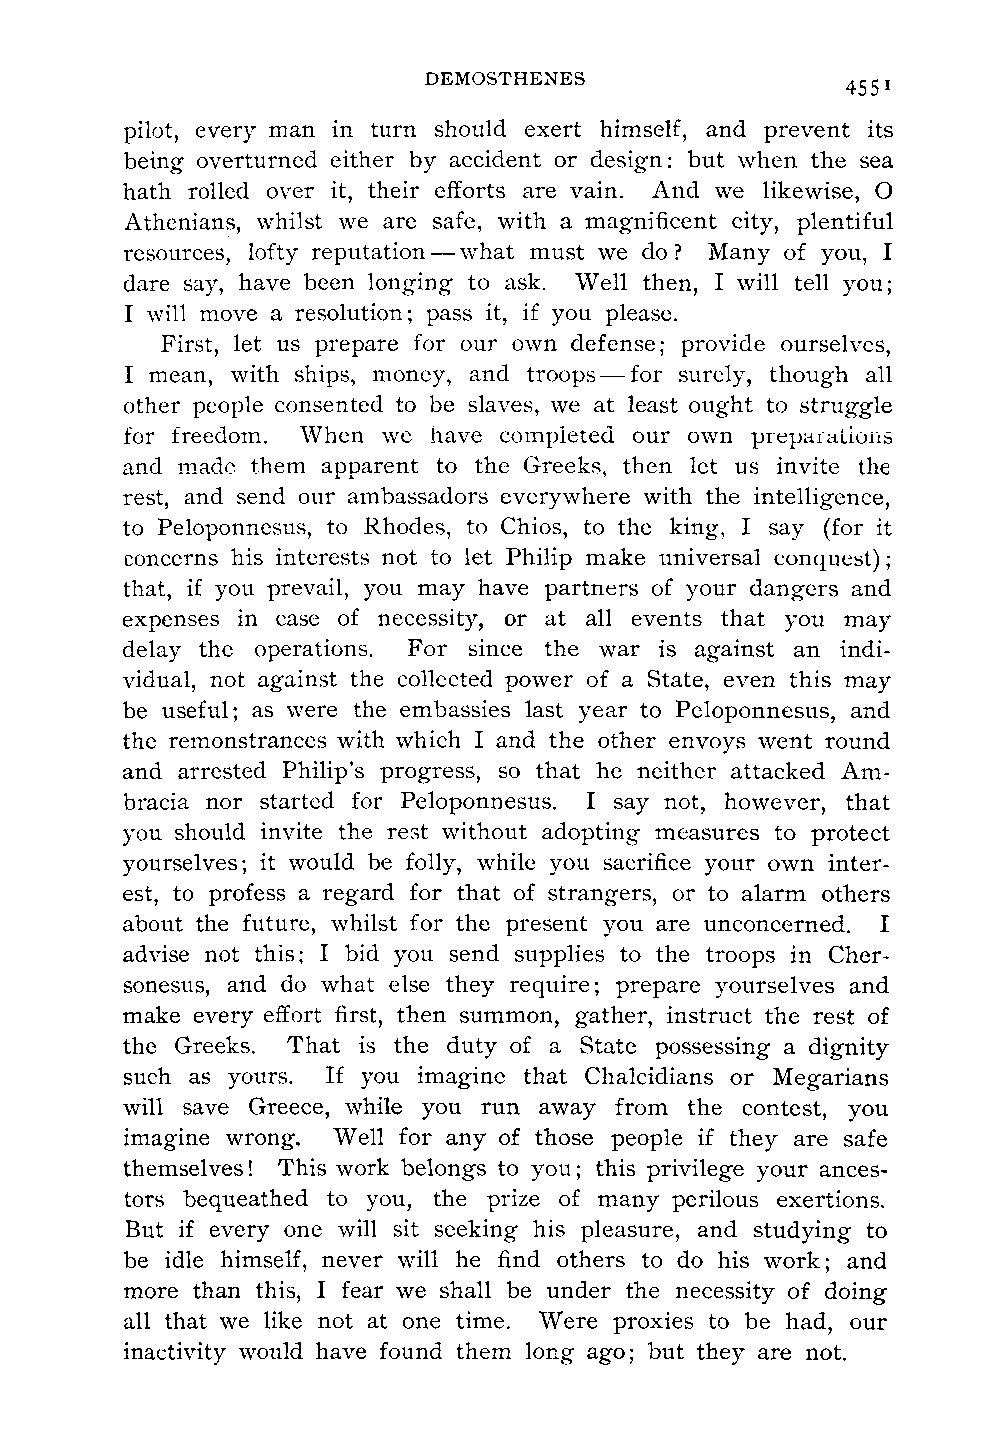 DEMOSTHENES
4551
pilot, every man in turn should exert himself, and prevent its
being overturned either by accident or design: but when the sea
hath rolled over it, their efforts are vain. And we likewise, O
Athenians, whilst we are safe, with a magnificent city, plentiful
resources, lofty reputation—what must we do? Many of you, I
dare say, have been longing to ask. Well then, I will tell you;
I will move a resolution; pass it, if you please.
First, let us prepare for our own defense; provide ourselves,
I mean, with ships, money, and troops—for surely, though all
other people consented to be slaves, we at least ought to struggle
for freedom. When we have completed our own preparations
and made them apparent to the Greeks, then let us invite the
rest, and send our ambassadors everywhere with the intelligence,
to Peloponnesus, to Rhodes, to Chios, to the king, I say (for it
concerns his interests not to let Philip make universal conquest);
that, if you prevail, you may have partners of your dangers and
expenses in case of necessity, or at all events that you may
delay the operations. For since the war is against an indi-
vidual, not against the collected power of a State, even this may
be useful; as were the embassies last year to Peloponnesus, and
the remonstrances with which I and the other envoys went round
and arrested Philip's progress, so that he neither attacked Am-
bracia nor started for Peloponnesus. I say not, however, that
you should invite the rest without adopting measures to protect
yourselves; it would be folly, while you sacrifice your own inter-
est, to profess a regard for that of strangers, or to alarm others
about the future, whilst for the present you are unconcerned. I
advise not this; I bid you send supplies to the troops in Cher-
sonesus, and do what else they require; prepare yourselves and
make every effort first, then summon, gather, instruct the rest of
the Greeks. That is the duty of a State possessing a dignity
such as yours. If you imagine that Chalcidians or Megarians
will save Greece, while you run away from the contest, you
imagine wrong. Well for any of those people if they are safe
themselves! This work belongs to you; this privilege your ances-
tors bequeathed to you, the prize of many perilous exertions.
But if every one will sit seeking his pleasure, and studying to
be idle himself, never will he find others to do his work; and
more than this, I fear we shall be under the necessity of doing
all that we like not at one time. Were proxies to be had, our
inactivity would have found them long ago; but they are not.